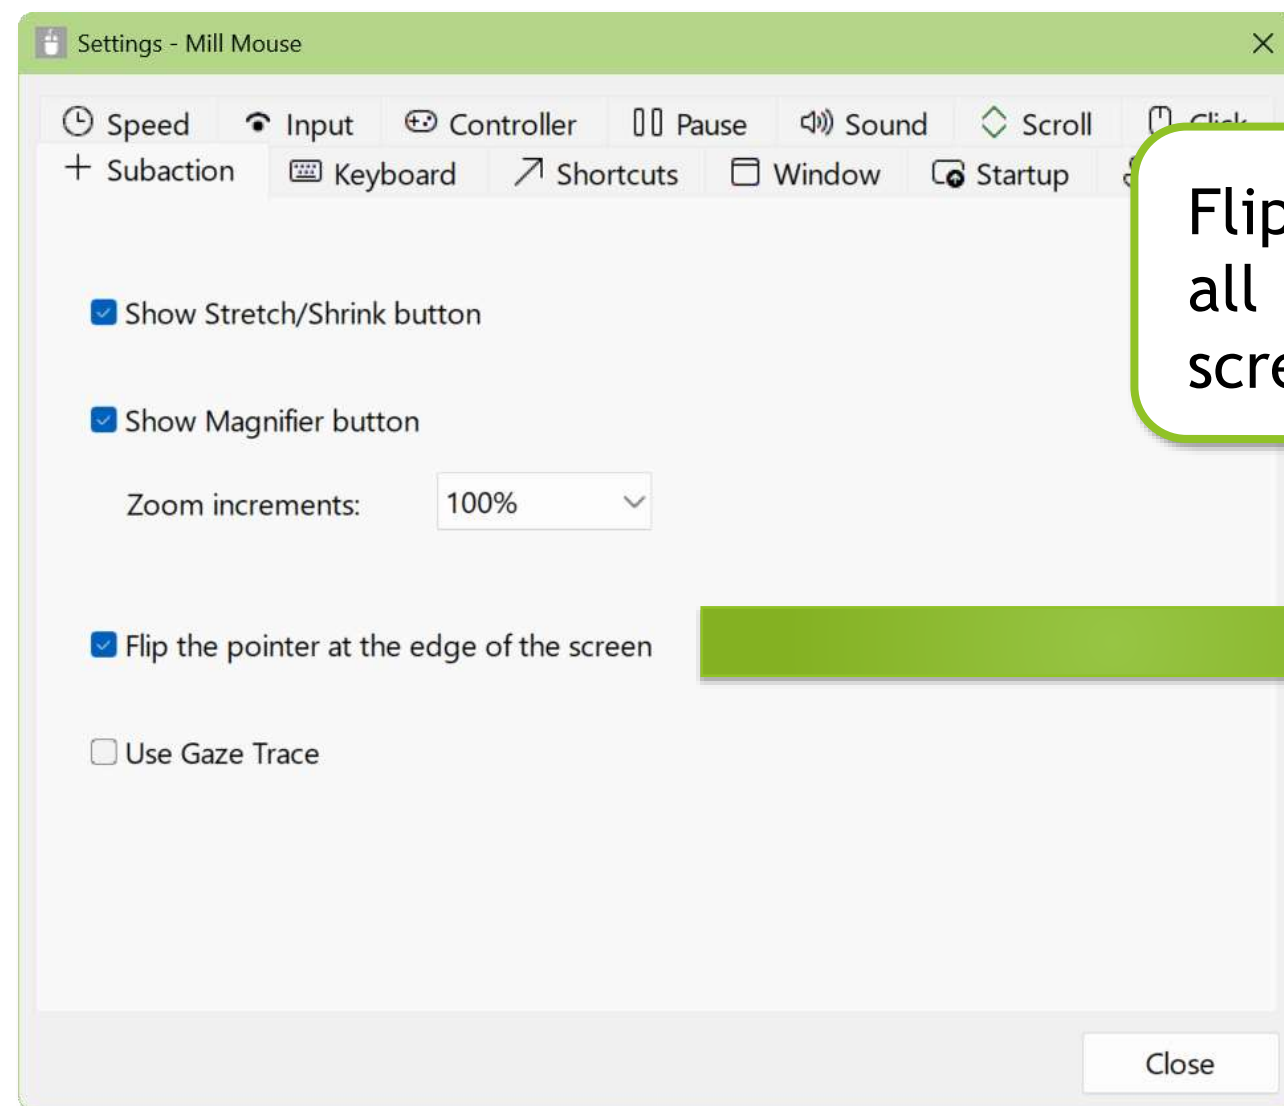 Settings - Mill Mouse
Speed Input Controller Pause Sound Scroll Click
Subaction Keyboard Shortcuts Window Startup
Flip
all
Show Stretch/Shrink button
Show Magnifier button
Zoom increments: 100%
Flip the pointer at the edge of the screen
Use Gaze Trace
Close